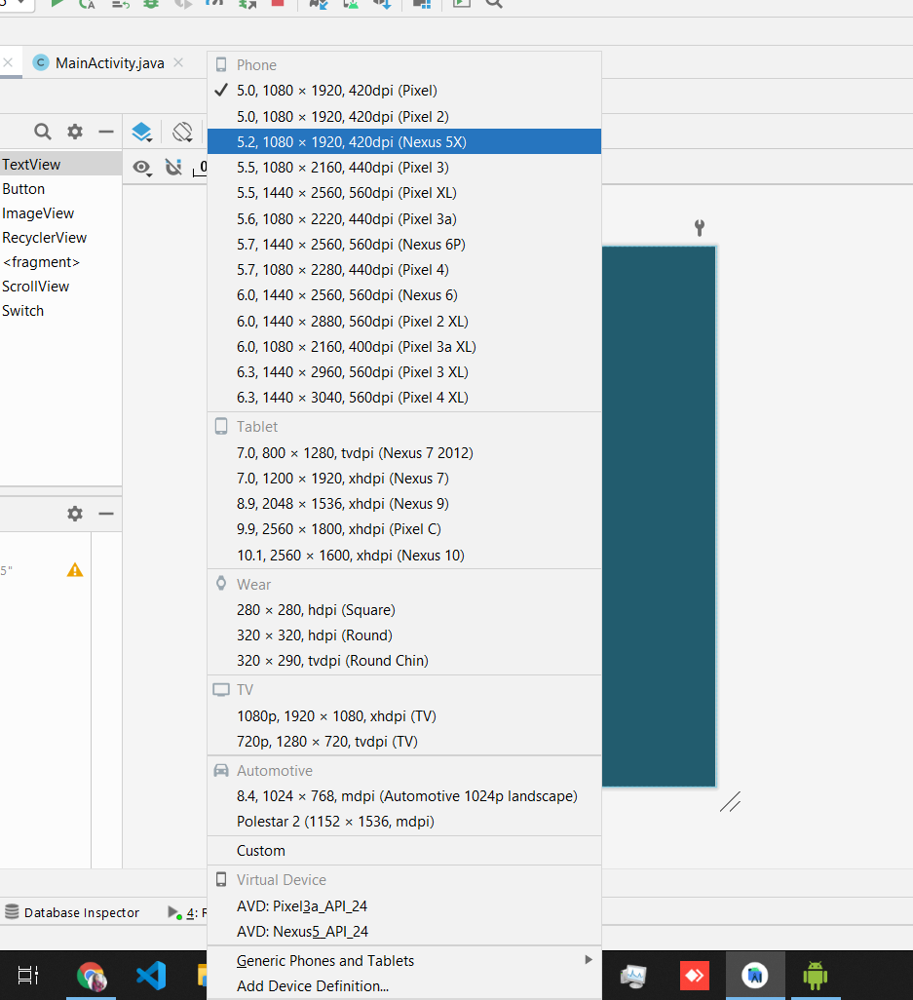 MainActivity.java
Phone
5.0, 1080 × 1920, 420dpi (Pixel)
5.0, 1080 × 1920, 420dpi (Pixel 2)
5.2, 1080 × 1920, 420dpi (Nexus 5X)
5.5, 1080 × 2160, 440dpi (Pixel 3)
5.5, 1440 × 2560, 560dpi (Pixel XL)
5.6, 1080 × 2220, 440dpi (Pixel 3a)
5.7, 1440 × 2560, 560dpi (Nexus 6P)
5.7, 1080 × 2280, 440dpi (Pixel 4)
6.0, 1440 × 2560, 560dpi (Nexus 6)
6.0, 1440 × 2880, 560dpi (Pixel 2 XL)
6.0, 1080 × 2160, 400dpi (Pixel 3a XL)
6.3, 1440 × 2960, 560dpi (Pixel 3 XL)
6.3, 1440 × 3040, 560dpi (Pixel 4 XL)
Tablet
7.0, 800 × 1280, tvdpi (Nexus 7 2012)
7.0, 1200 × 1920, xhdpi (Nexus 7)
8.9, 2048 × 1536, xhdpi (Nexus 9)
9.9, 2560 × 1800, xhdpi (Pixel C)
10.1, 2560 × 1600, xhdpi (Nexus 10)
Wear
280 × 280, hdpi (Square)
320 × 320, hdpi (Round)
320 × 290, tvdpi (Round Chin)
TV
1080p, 1920 × 1080, xhdpi (TV)
720p, 1280 × 720, tvdpi (TV)
Automotive
8.4, 1024 × 768, mdpi (Automotive 1024p landscape)
Polestar 2 (1152 × 1536, mdpi)
Custom
Virtual Device
AVD: Pixel3a_API_24
AVD: Nexus5_API_24
Generic Phones and Tablets
Add Device Definition...
TextView
Button
ImageView
RecyclerView
<fragment>
ScrollView
Switch
0
5"
Database Inspector
4: